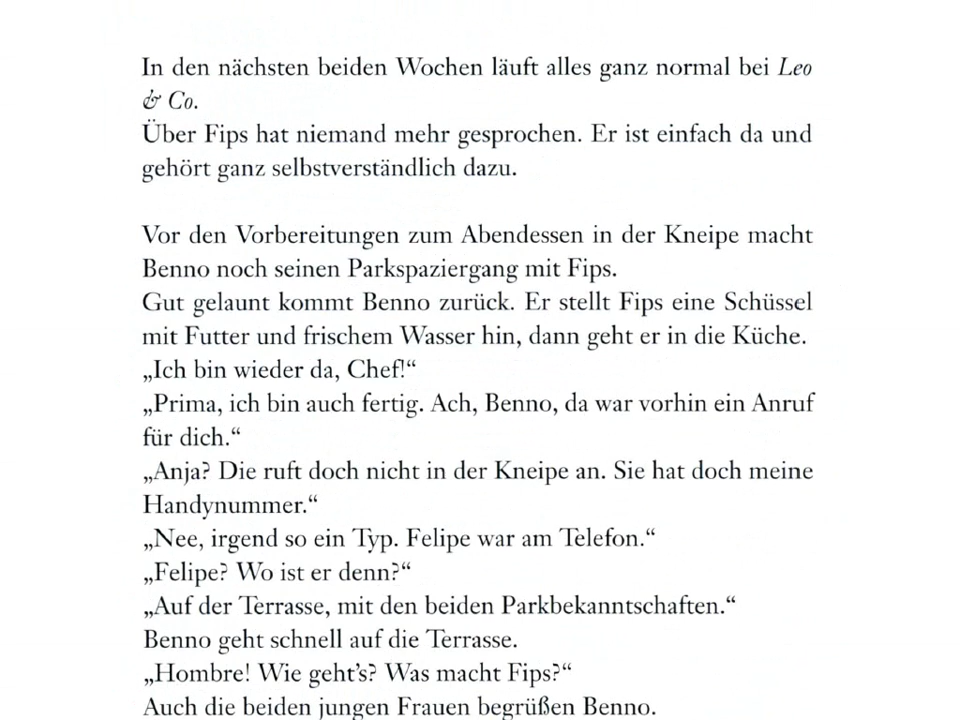 In den nächsten beiden Wochen läuft alles ganz normal bei Leo
& Co.
Über Fips hat niemand mehr gesprochen. Er ist einfach da und
gehört ganz selbstverständlich dazu.
Vor den Vorbereitungen zum Abendessen in der Kneipe macht
Benno noch seinen Parkspaziergang mit Fips.
Gut gelaunt kommt Benno zurück. Er stellt Fips eine Schüssel
mit Futter und frischem Wasser hin, dann geht er in die Küche.
„Ich bin wieder da, Chef!“
„Prima, ich bin auch fertig. Ach, Benno, da war vorhin ein Anruf
für dich.“
„Anja? Die ruft doch nicht in der Kneipe an. Sie hat doch meine
Handynummer.“
„Nee, irgend so ein Typ. Felipe war am Telefon.“
„Felipe? Wo ist er denn?“
„Auf der Terrasse, mit den beiden Parkbekanntschaften.“
Benno geht schnell auf die Terrasse.
„Hombre! Wie geht’s? Was macht Fips?“
Auch die beiden jungen Frauen begrüßen Benno.